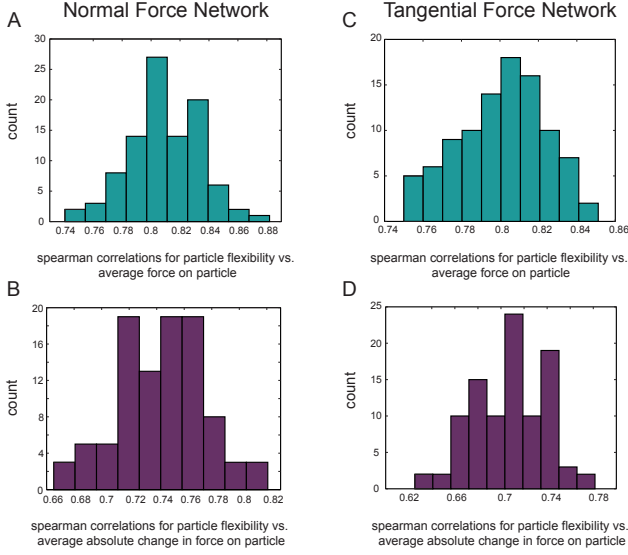 Normal Force Network
Tangential Force Network
A
30
25
20
15
10
5
0
count
0.74 0.76 0.78 0.8 0.82 0.84 0.86 0.88
spearman correlations for particle flexibility vs.
average force on particle
C
20
15
10
5
0
count
0.74 0.76 0.78 0.8 0.82 0.84 0.86
spearman correlations for particle flexibility vs.
average force on particle
B
20
16
12
8
4
0
count
0.66 0.68 0.7 0.72 0.74 0.76 0.78 0.8 0.82
spearman correlations for particle flexibility vs.
average absolute change in force on particle
D
25
20
15
10
5
0
count
0.62 0.66 0.7 0.74 0.78
spearman correlations for particle flexibility vs.
average absolute change in force on particle